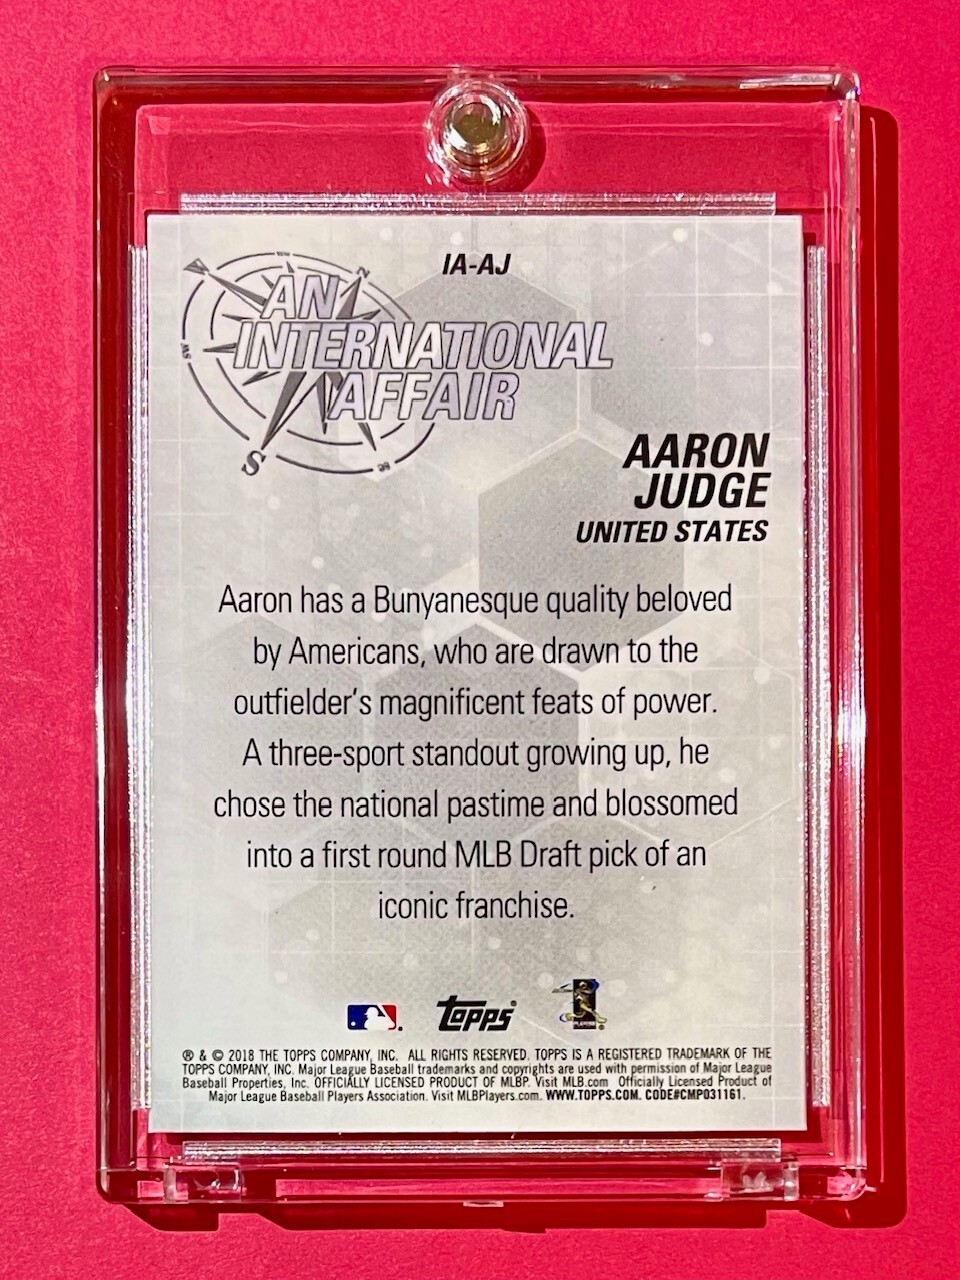 IA-AJ
AN
INTERNATIONAL
AFFAIR
N
S
AARON
JUDGE
UNITED STATES
Aaron has a Bunyanesque quality beloved
by Americans, who are drawn to the
outfielder's magnificent feats of power.
A three-sport standout growing up, he
chose the national pastime and blossomed
into a first round MLB Draft pick of an
iconic franchise.
topps®
PLAYERS
® & © 2018 THE TOPPS COMPANY, INC. ALL RIGHTS RESERVED. TOPPS IS A REGISTERED TRADEMARK OF THE
TOPPS COMPANY, INC. Major League Baseball trademarks and copyrights are used with permission of Major League
Baseball Properties, Inc. OFFICIALLY LICENSED PRODUCT OF MLBP. Visit MLB.com Officially Licensed Product of
Major League Baseball Players Association. Visit MLBPlayers.com. WWW.TOPPS.COM. CODE#CMP031161.